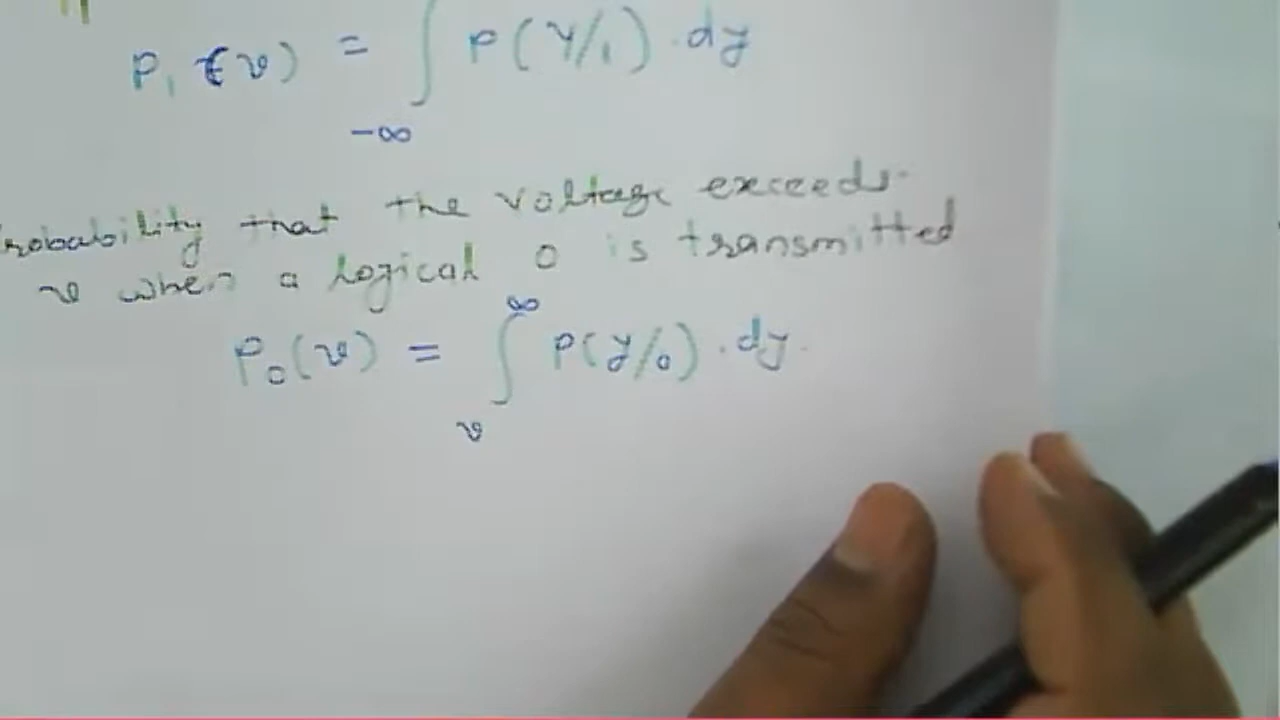 P₁ (v) = ∫ P(Y/1) . dy
-∞
robability that the voltage exceeds
v when a logical 0 is transmitted
∞
P₀(v) = ∫ P(y/0) . dy
v